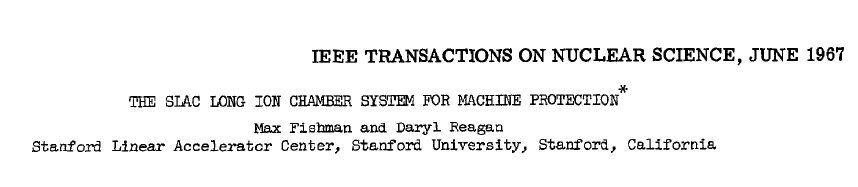 IEEE TRANSACTIONS ON NUCLEAR SCIENCE, JUNE 1967
THE SLAC LONG ION CHAMBER SYSTEM FOR MACHINE PROTECTION*
Max Fishman and Daryl Reagan
Stanford Linear Accelerator Center, Stanford University, Stanford, California